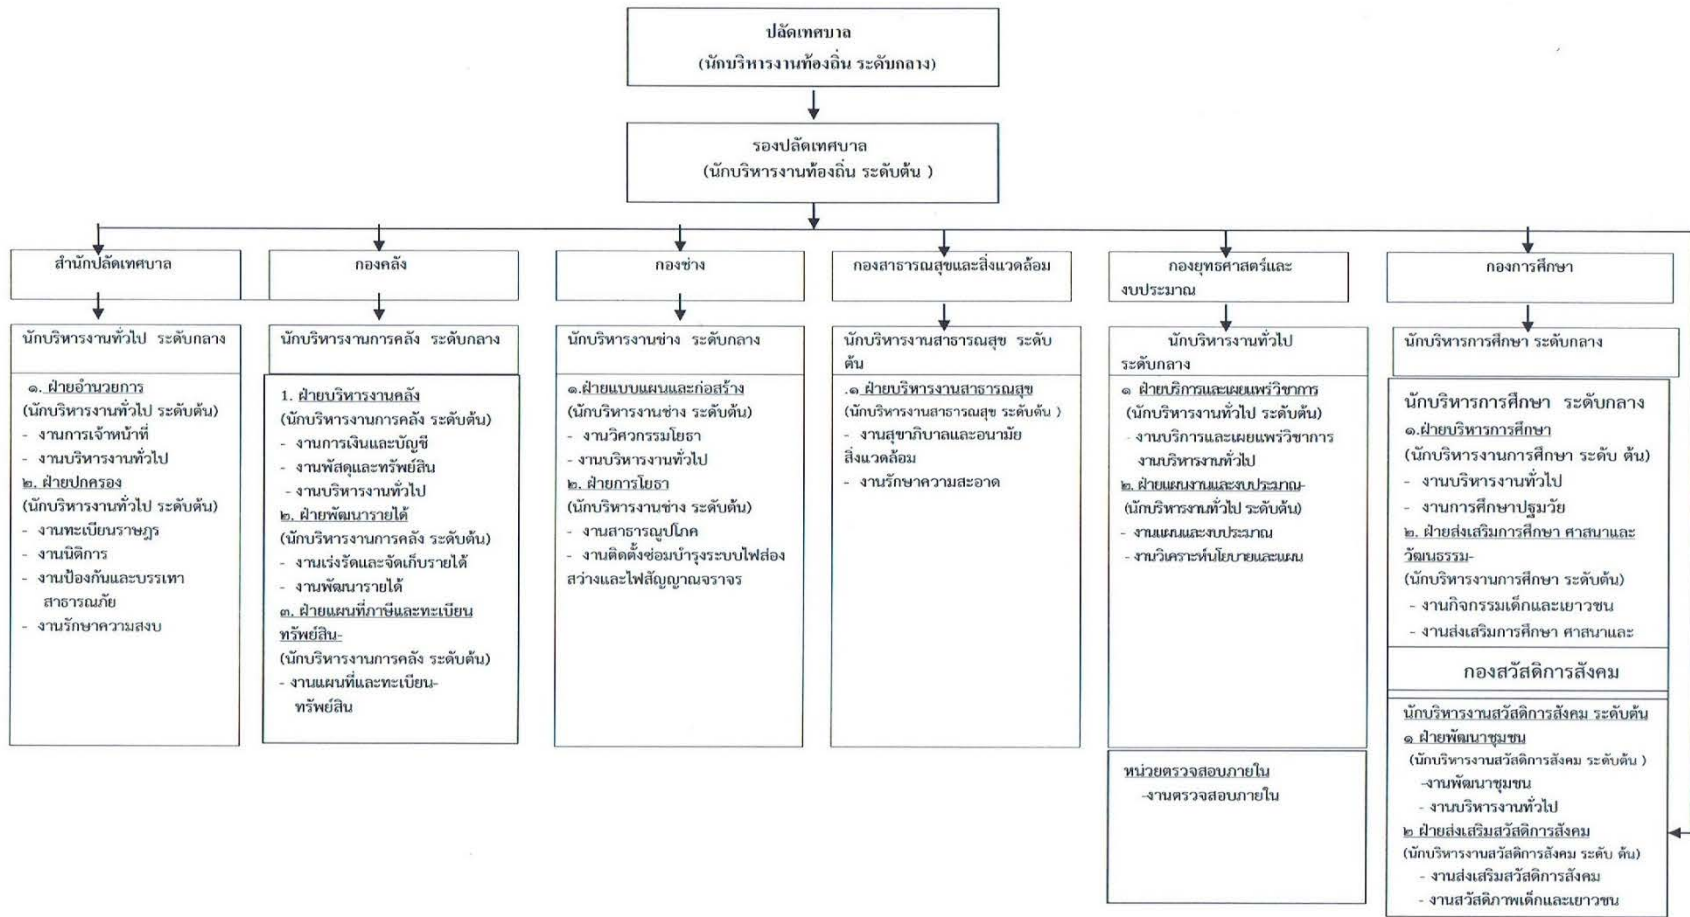 ปลัดเทศบาล
(นักบริหารงานท้องถิ่น ระดับกลาง)
รองปลัดเทศบาล
(นักบริหารงานท้องถิ่น ระดับต้น )
สำนักปลัดเทศบาล
นักบริหารงานทั่วไป ระดับกลาง
๑. ฝ่ายอำนวยการ
(นักบริหารงานทั่วไป ระดับต้น)
- งานการเจ้าหน้าที่
- งานบริหารงานทั่วไป
๒. ฝ่ายปกครอง
(นักบริหารงานทั่วไป ระดับต้น)
- งานทะเบียนราษฎร
- งานนิติการ
- งานป้องกันและบรรเทา
สาธารณภัย
- งานรักษาความสงบ
กองคลัง
นักบริหารงานการคลัง ระดับกลาง
1. ฝ่ายบริหารงานคลัง
(นักบริหารงานการคลัง ระดับต้น)
- งานการเงินและบัญชี
- งานพัสดุและทรัพย์สิน
- งานบริหารงานทั่วไป
๒. ฝ่ายพัฒนารายได้
(นักบริหารงานการคลัง ระดับต้น)
- งานเร่งรัดและจัดเก็บรายได้
- งานพัฒนารายได้
๓. ฝ่ายแผนที่ภาษีและทะเบียน
ทรัพย์สิน-
(นักบริหารงานการคลัง ระดับต้น)
- งานแผนที่และทะเบียน-
ทรัพย์สิน
กองช่าง
นักบริหารงานช่าง ระดับกลาง
๑.ฝ่ายแบบแผนและก่อสร้าง
(นักบริหารงานช่าง ระดับต้น)
- งานวิศวกรรมโยธา
- งานบริหารงานทั่วไป
๒. ฝ่ายการโยธา
(นักบริหารงานช่าง ระดับต้น)
- งานสาธารณูปโภค
- งานติดตั้งซ่อมบำรุงระบบไฟส่อง
สว่างและไฟสัญญาณจราจร
กองสาธารณสุขและสิ่งแวดล้อม
นักบริหารงานสาธารณสุข ระดับ
ต้น
.๑ ฝ่ายบริหารงานสาธารณสุข
(นักบริหารงานสาธารณสุข ระดับต้น )
- งานสุขาภิบาลและอนามัย
สิ่งแวดล้อม
- งานรักษาความสะอาด
กองยุทธศาสตร์และ
งบประมาณ
นักบริหารงานทั่วไป
ระดับกลาง
๑ ฝ่ายบริการและเผยแพร่วิชาการ
(นักบริหารงานทั่วไป ระดับต้น)
- งานบริการและเผยแพร่วิชาการ
งานบริหารงานทั่วไป
๒. ฝ่ายแผนงานและงบประมาณ-
(นักบริหารงานทั่วไป ระดับต้น)
- งานแผนและงบประมาณ
- งานวิเคราะห์นโยบายและแผน
หน่วยตรวจสอบภายใน
-งานตรวจสอบภายใน
กองการศึกษา
นักบริหารการศึกษา ระดับกลาง
นักบริหารการศึกษา ระดับกลาง
๑.ฝ่ายบริหารการศึกษา
(นักบริหารงานการศึกษา ระดับ ต้น)
- งานบริหารงานทั่วไป
- งานการศึกษาปฐมวัย
๒. ฝ่ายส่งเสริมการศึกษา ศาสนาและ
วัฒนธรรม-
(นักบริหารงานการศึกษา ระดับต้น)
- งานกิจกรรมเด็กและเยาวชน
- งานส่งเสริมการศึกษา ศาสนาและ
กองสวัสดิการสังคม
นักบริหารงานสวัสดิการสังคม ระดับต้น
๑ ฝ่ายพัฒนาชุมชน
(นักบริหารงานสวัสดิการสังคม ระดับต้น )
-งานพัฒนาชุมชน
- งานบริหารงานทั่วไป
๒ ฝ่ายส่งเสริมสวัสดิการสังคม
(นักบริหารงานสวัสดิการสังคม ระดับ ต้น)
- งานส่งเสริมสวัสดิการสังคม
- งานสวัสดิภาพเด็กและเยาวชน